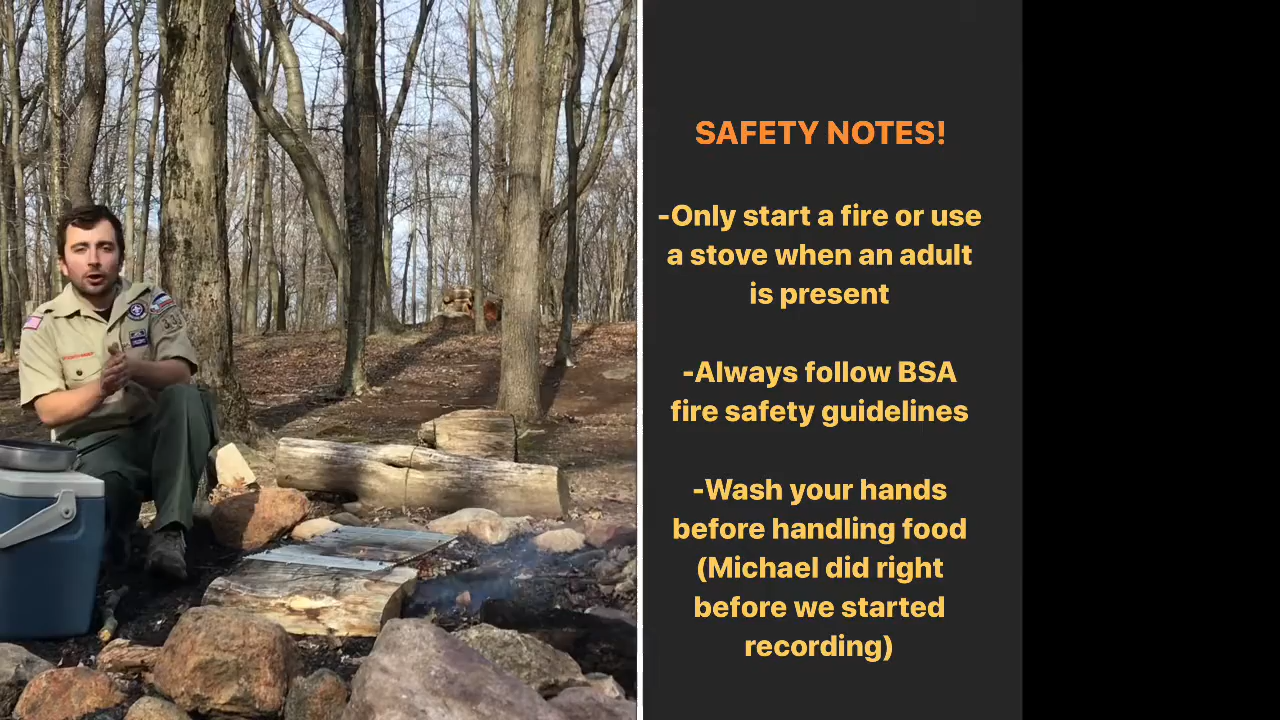 SAFETY NOTES!
-Only start a fire or use
a stove when an adult
is present
-Always follow BSA
fire safety guidelines
-Wash your hands
before handling food
(Michael did right
before we started
recording)